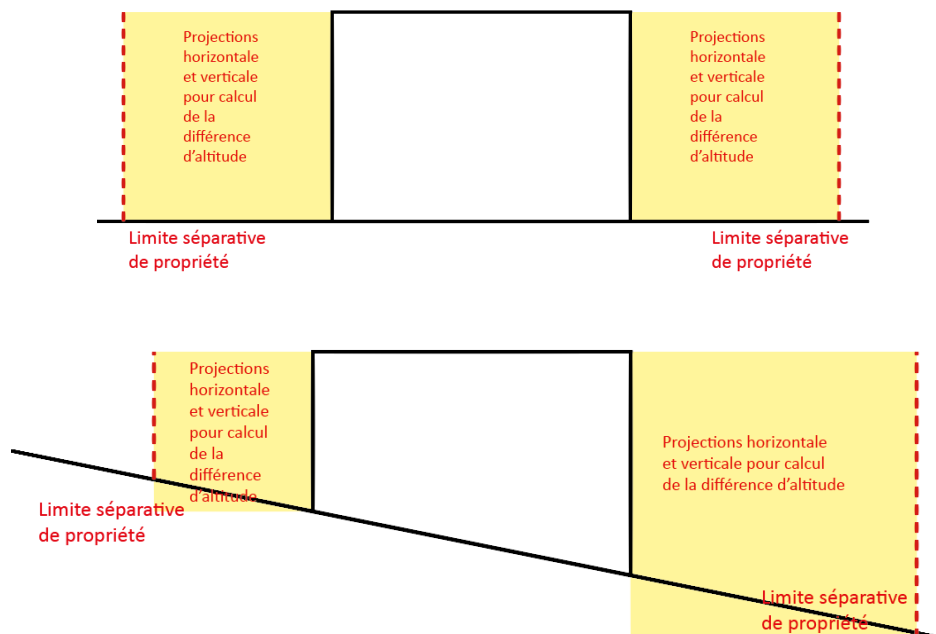 Projections
horizontale
et verticale
pour calcul
de la
différence
d'altitude
Projections
horizontale
et verticale
pour calcul
de la
différence
d'altitude
Limite séparative
de propriété
Limite séparative
de propriété
Projections
horizontale
et verticale
pour calcul
de la
différence
d'altitude
Projections horizontale
et verticale pour calcul
de la différence d'altitude
Limite séparative
de propriété
Limite séparative
de propriété